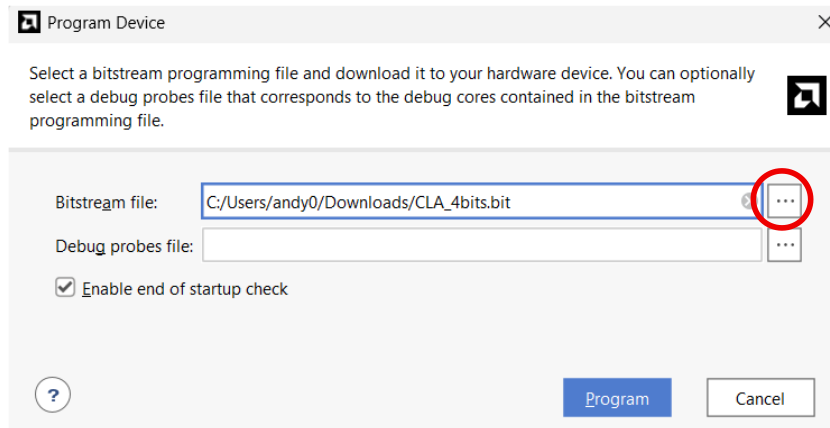 Program Device
Select a bitstream programming file and download it to your hardware device. You can optionally
select a debug probes file that corresponds to the debug cores contained in the bitstream
programming file.
Bitstream file: C:/Users/andy0/Downloads/CLA_4bits.bit ...
Debug probes file: ...
Enable end of startup check
? Program Cancel